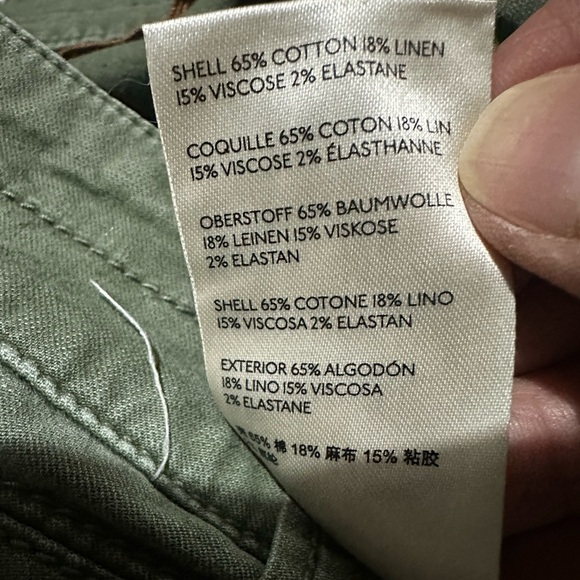 SHELL 65% COTTON 18% LINEN
15% VISCOSE 2% ELASTANE
COQUILLE 65% COTON 18% LIN
15% VISCOSE 2% ÉLASTHANNE
OBERSTOFF 65% BAUMWOLLE
18% LEINEN 15% VISKOSE
2% ELASTAN
SHELL 65% COTONE 18% LINO
15% VISCOSA 2% ELASTAN
EXTERIOR 65% ALGODÓN
18% LINO 15% VISCOSA
2% ELASTANE
65% 棉 18% 麻布 15% 粘胶